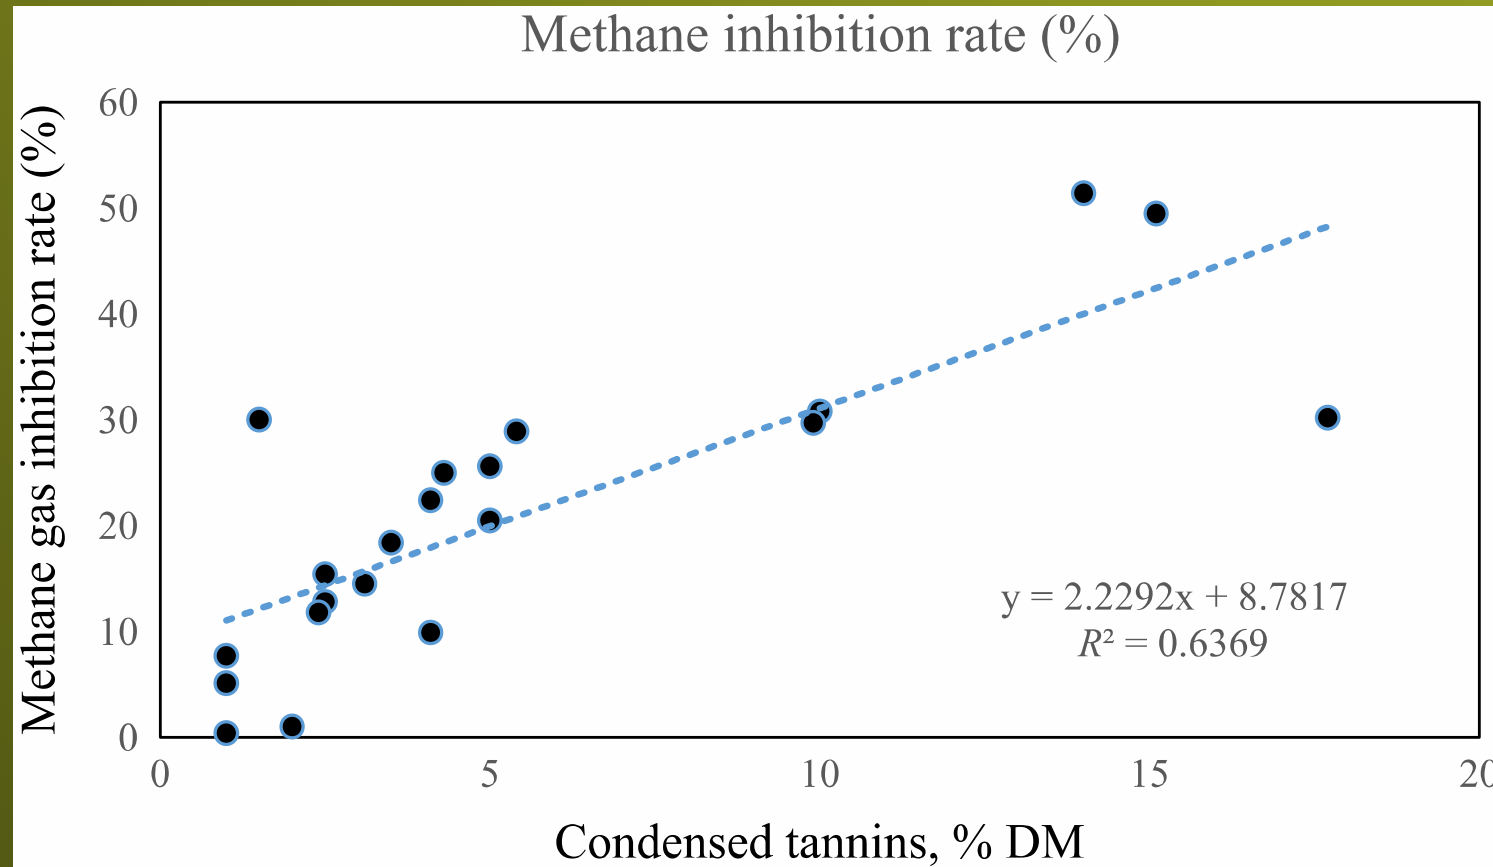 Methane inhibition rate (%)
Methane gas inhibition rate (%)
60
50
40
30
20
10
0
y = 2.2292x + 8.7817
R² = 0.6369
0 5 10 15 20
Condensed tannins, % DM